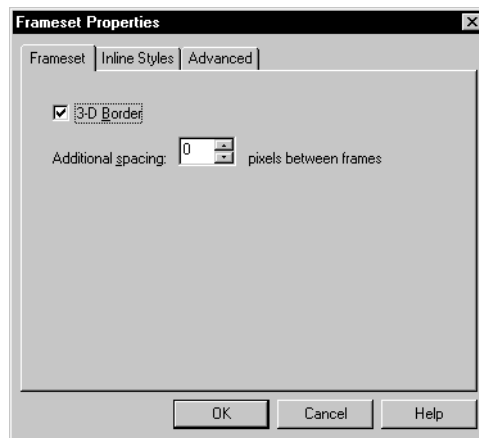 Frameset Properties
Frameset Inline Styles Advanced
3-D Border
Additional spacing: 0 pixels between frames
OK Cancel Help